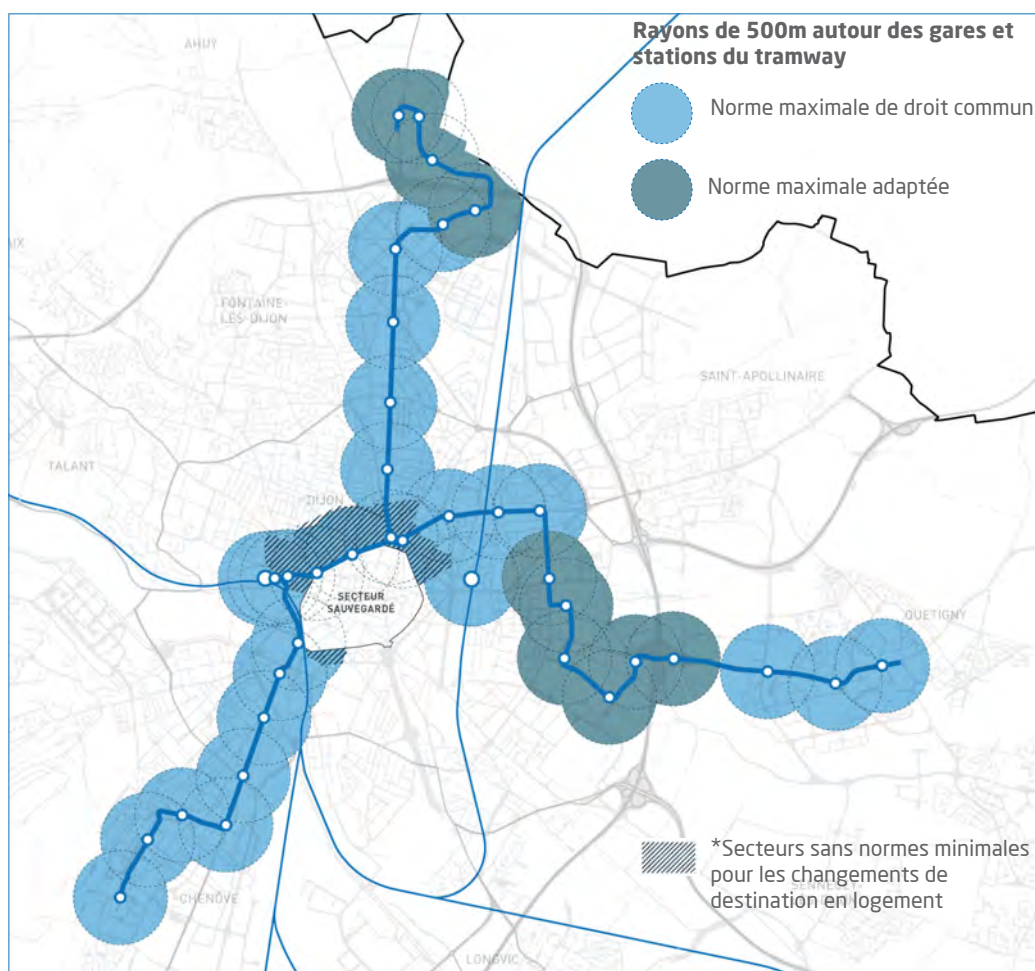 Rayons de 500m autour des gares et
stations du tramway
Norme maximale de droit commun
Norme maximale adaptée
AHUY
FONTAINE-
LÈS-DIJON
SAINT-APOLLINAIRE
TALANT
DIJON
SECTEUR
SAUVEGARDÉ
QUETIGNY
*Secteurs sans normes minimales
pour les changements de
destination en logement
CHENÔVE
LONGVIC